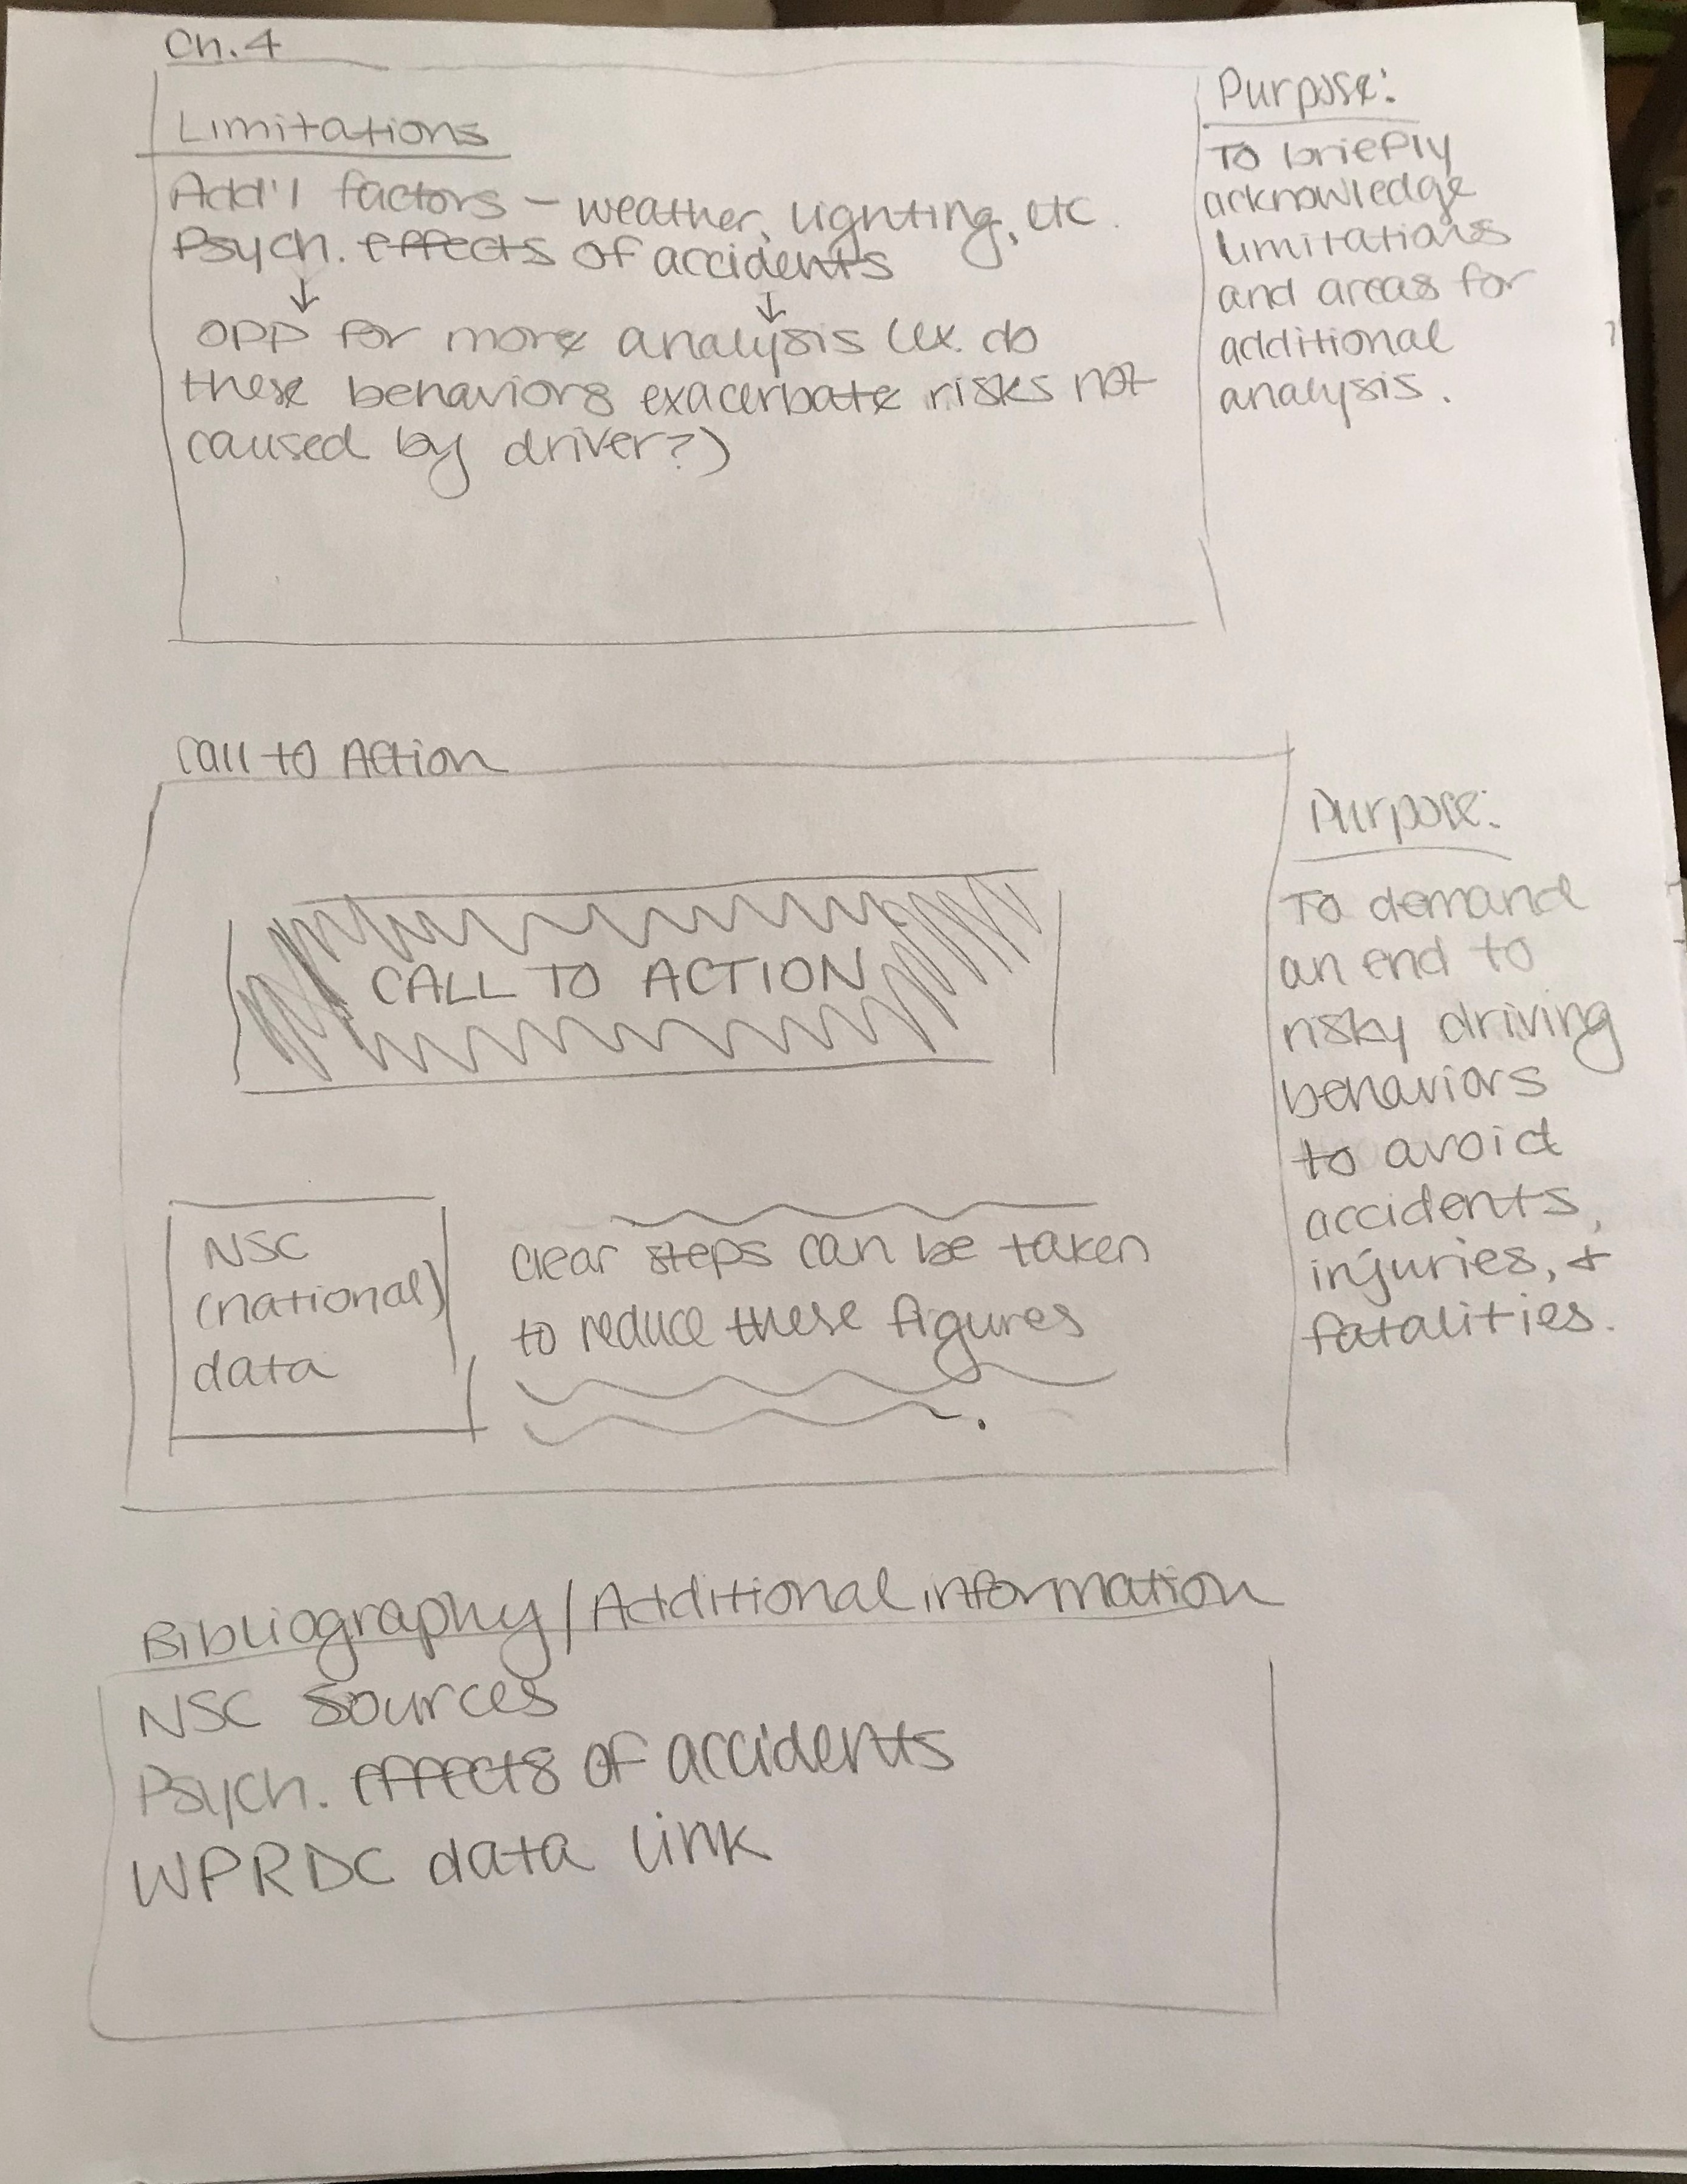 Ch. 4
Limitations
Add'l factors - weather, lighting, etc.
Psych. effects of accidents
↓ ↓
opp for more analysis (ex. do
these behaviors exacerbate risks not
caused by driver?)
Purpose:
To briefly
acknowledge
limitations
and areas for
additional
analysis.
Call to Action
CALL TO ACTION
NSC
(national)
data
clear steps can be taken
to reduce these figures
Purpose:
To demand
an end to
risky driving
behaviors
to avoid
accidents,
injuries, +
fatalities.
Bibliography/Additional information
NSC Sources
Psych. effects of accidents
WPRDC data link